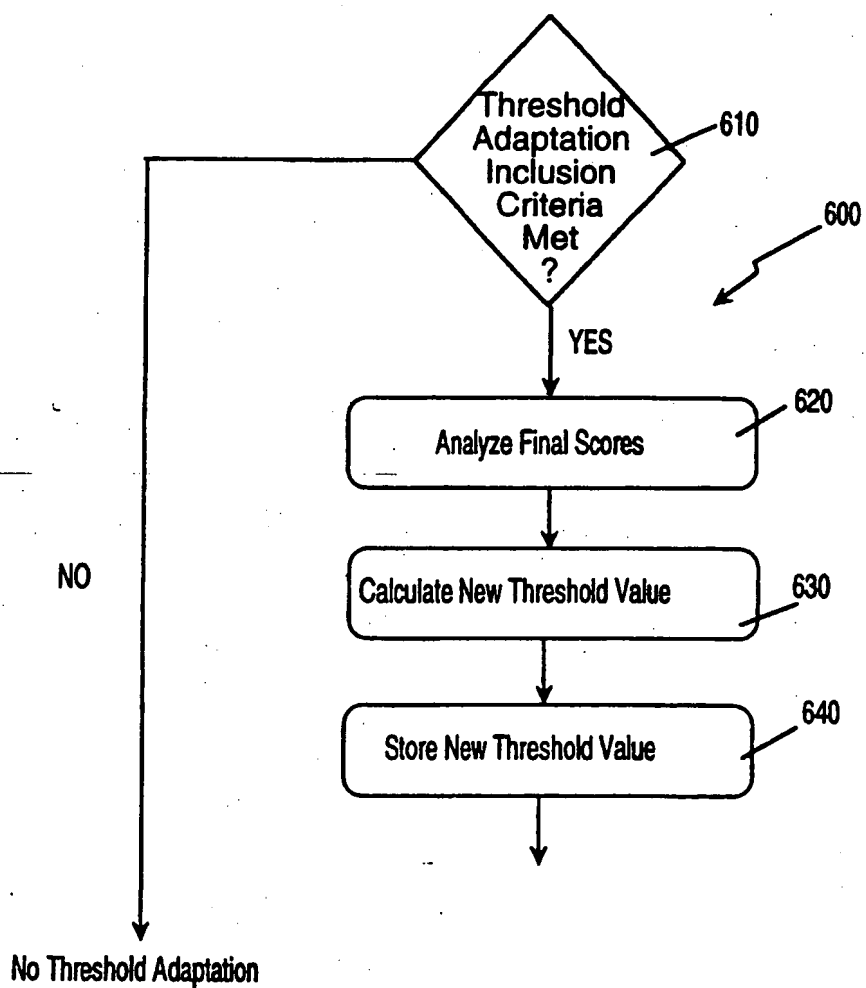 Threshold
Adaptation
Inclusion
Criteria
Met
?
610
600
YES
620
Analyze Final Scores
NO
Calculate New Threshold Value
630
640
Store New Threshold Value
No Threshold Adaptation